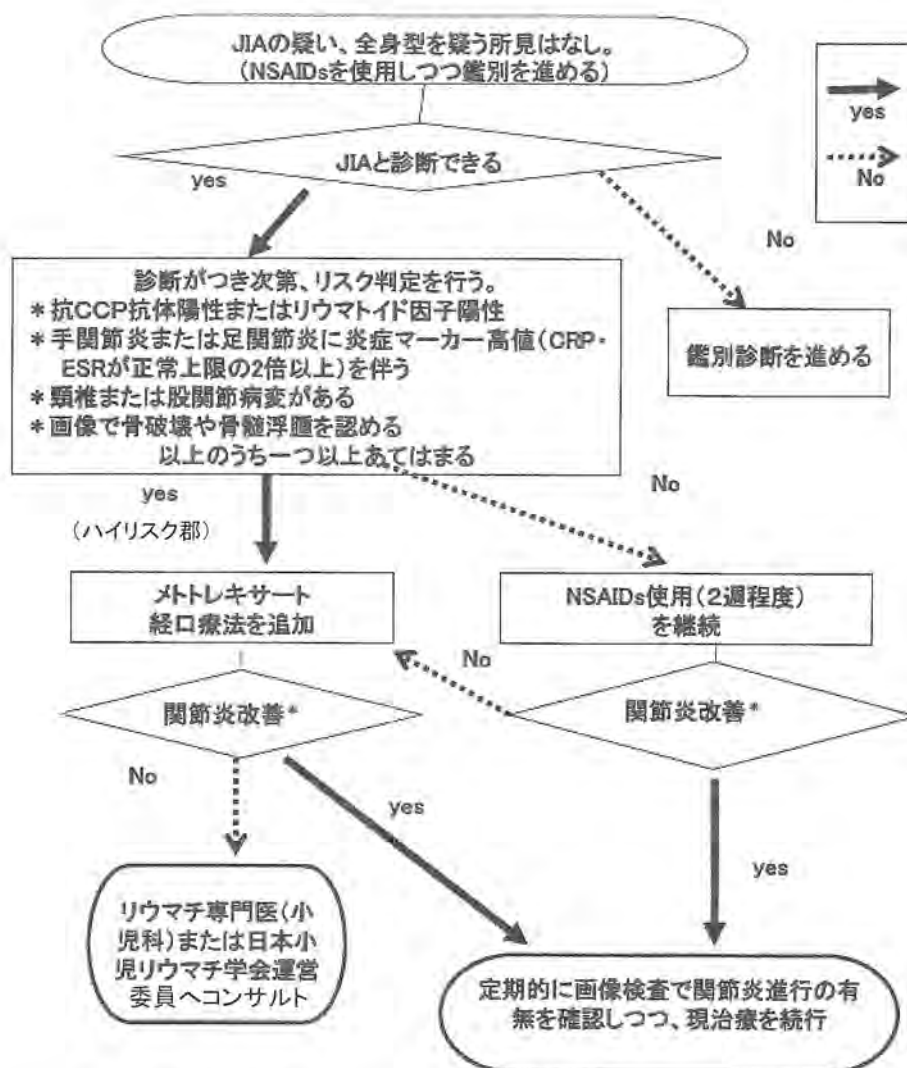 JIAの疑い、全身型を疑う所見はなし。
(NSAIDsを使用しつつ鑑別を進める)
yes
No
JIAと診断できる
yes
No
診断がつき次第、リスク判定を行う。
*抗CCP抗体陽性またはリウマトイド因子陽性
*手関節炎または足関節炎に炎症マーカー高値(CRP・
ESRが正常上限の2倍以上)を伴う
*頸椎または股関節病変がある
*画像で骨破壊や骨髄浮腫を認める
以上のうち一つ以上あてはまる
鑑別診断を進める
yes
(ハイリスク郡)
No
メトトレキサート
経口療法を追加
NSAIDs使用(2週程度)
を継続
No
関節炎改善*
関節炎改善*
No
yes
yes
リウマチ専門医(小
児科)または日本小
児リウマチ学会運営
委員へコンサルト
定期的に画像検査で関節炎進行の有
無を確認しつつ、現治療を続行